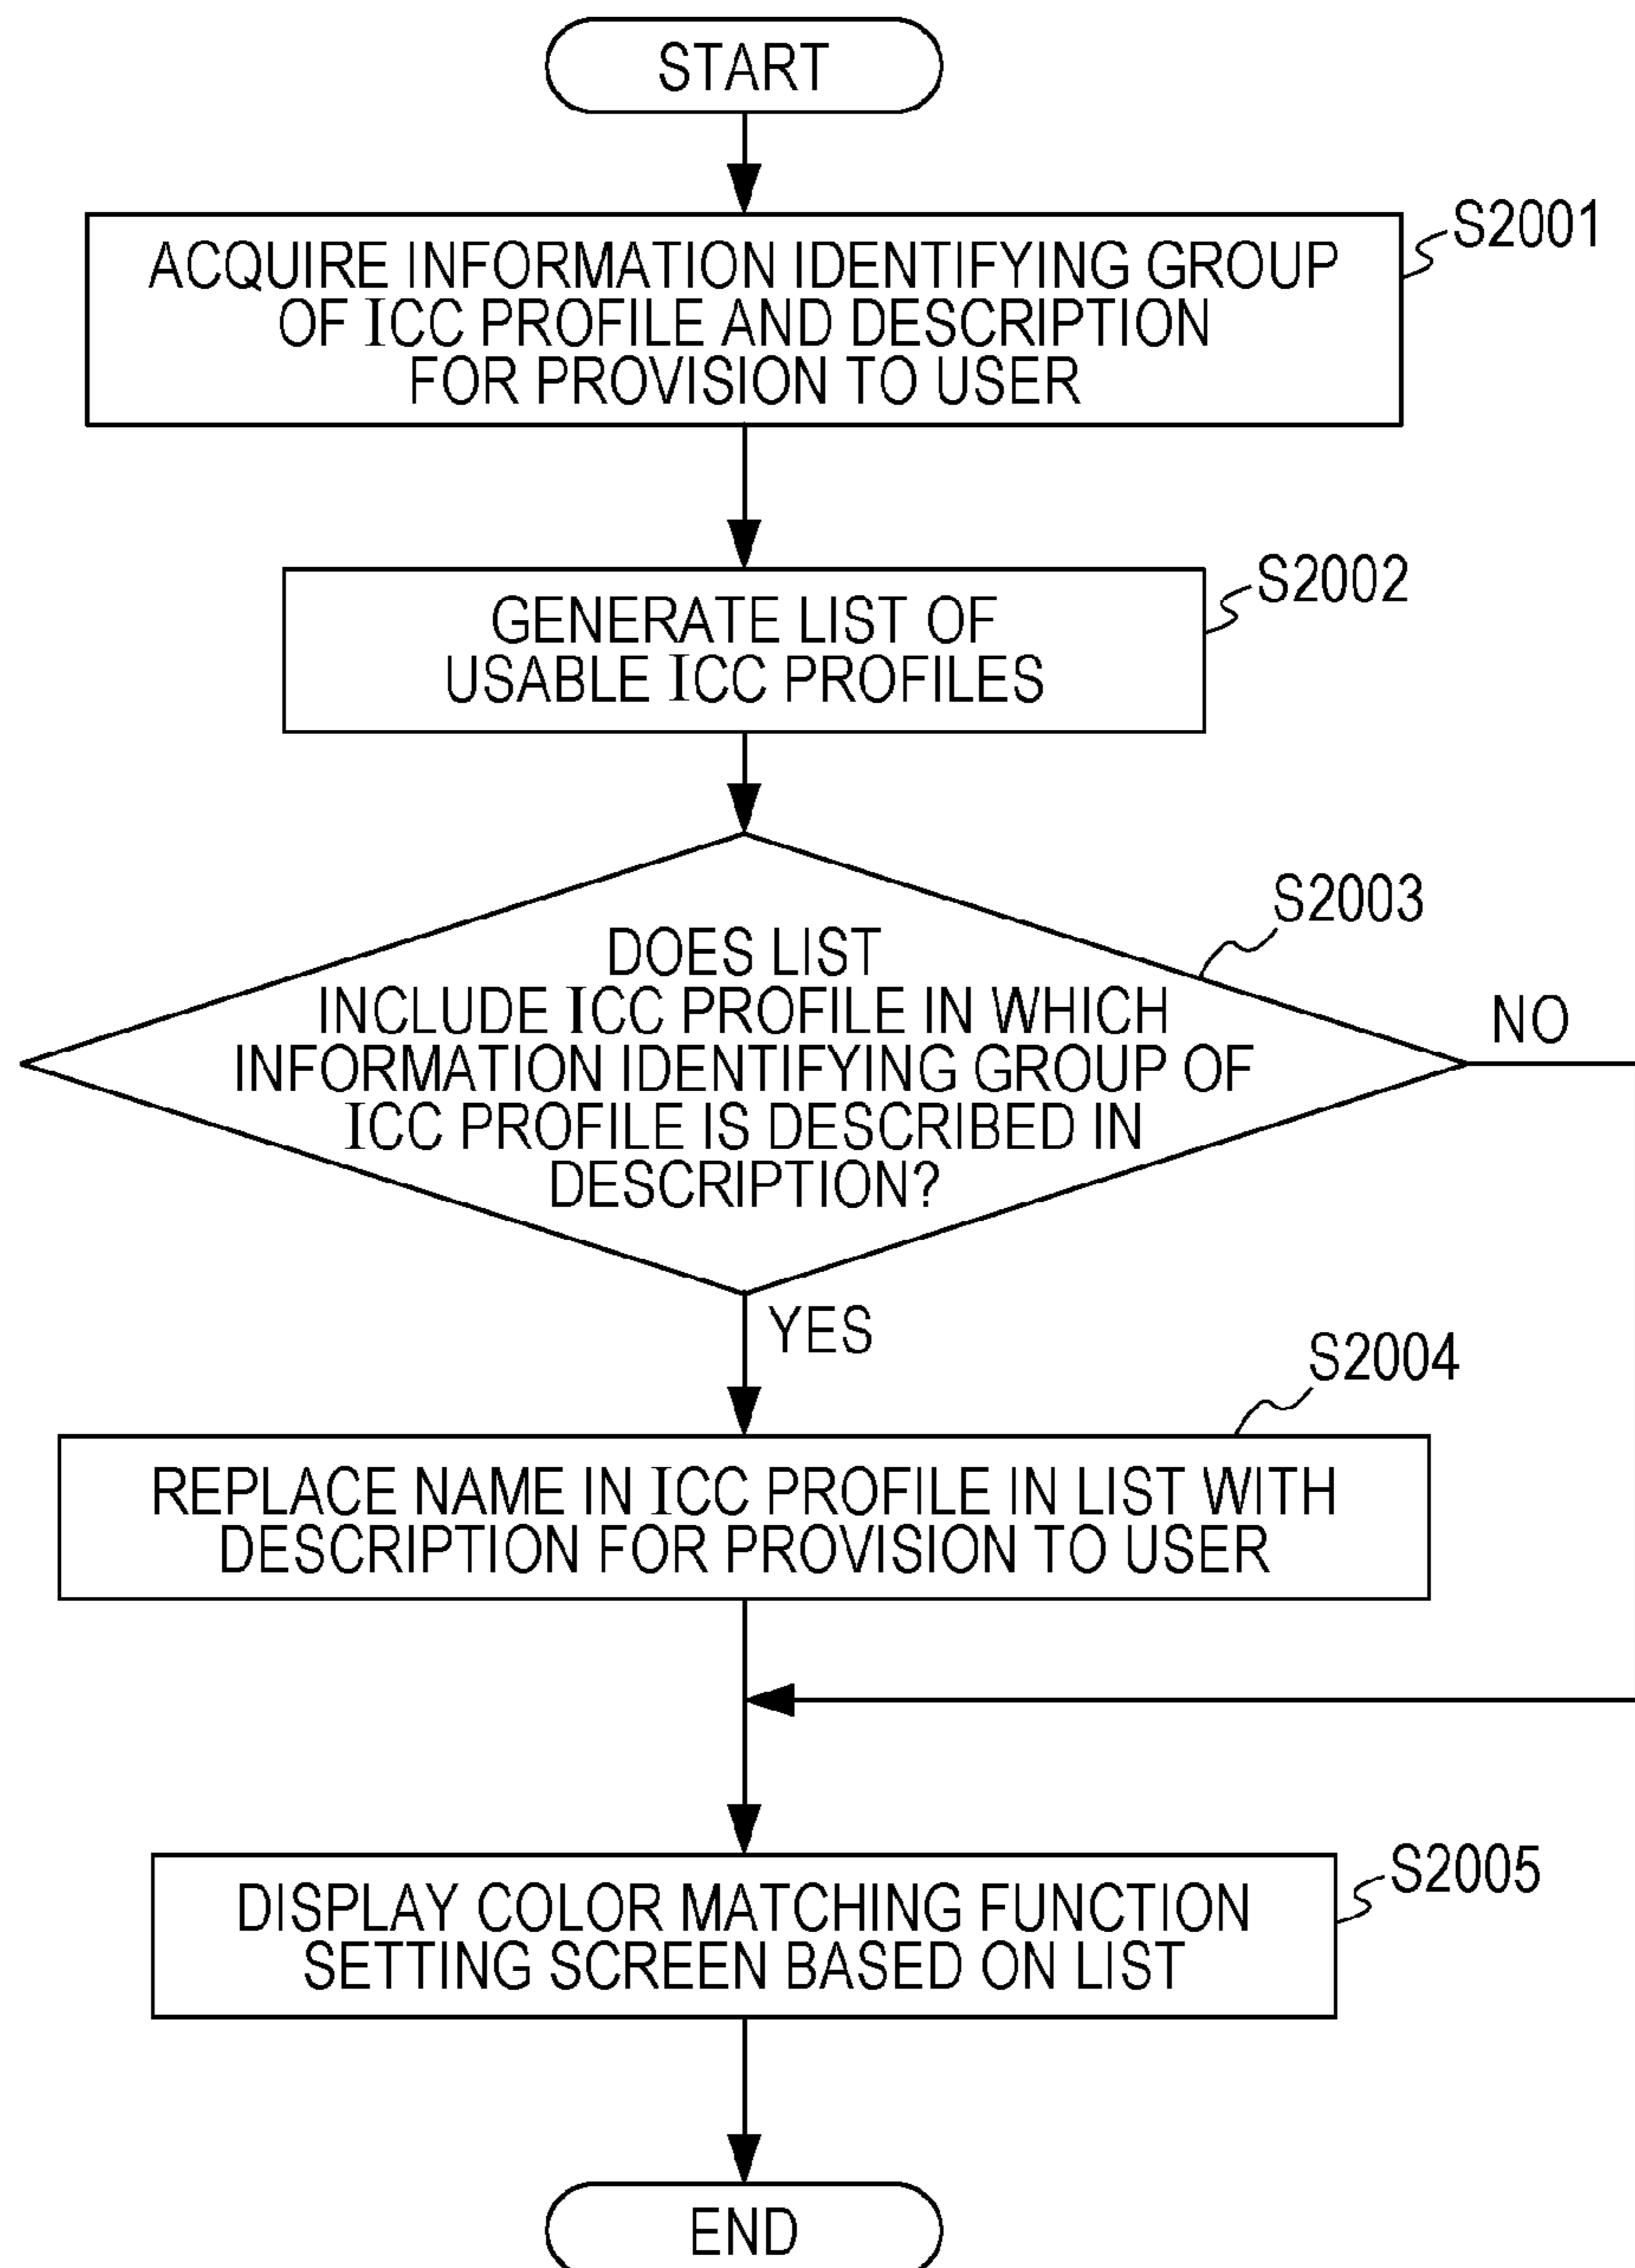 START
S2001
ACQUIRE INFORMATION IDENTIFYING GROUP
OF ICC PROFILE AND DESCRIPTION
FOR PROVISION TO USER
S2002
GENERATE LIST OF
USABLE ICC PROFILES
S2003
DOES LIST
INCLUDE ICC PROFILE IN WHICH
INFORMATION IDENTIFYING GROUP OF
ICC PROFILE IS DESCRIBED IN
DESCRIPTION?
NO
YES
S2004
REPLACE NAME IN ICC PROFILE IN LIST WITH
DESCRIPTION FOR PROVISION TO USER
S2005
DISPLAY COLOR MATCHING FUNCTION
SETTING SCREEN BASED ON LIST
END